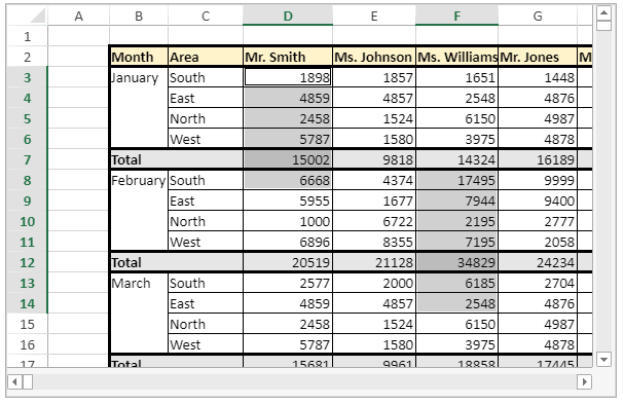 A B C D E F G
1
2 Month Area Mr. Smith Ms. Johnson Ms. Williams Mr. Jones M
3 January South 1898 1857 1651 1448
4 East 4859 4857 2548 4876
5 North 2458 1524 6150 4987
6 West 5787 1580 3975 4878
7 Total 15002 9818 14324 16189
8 February South 6668 4374 17495 9999
9 East 5955 1677 7944 9400
10 North 1000 6722 2195 2777
11 West 6896 8355 7195 2058
12 Total 20519 21128 34829 24234
13 March South 2577 2000 6185 2704
14 East 4859 4857 2548 4876
15 North 2458 1524 6150 4987
16 West 5787 1580 3975 4878
17 Total 15681 9961 18858 17445